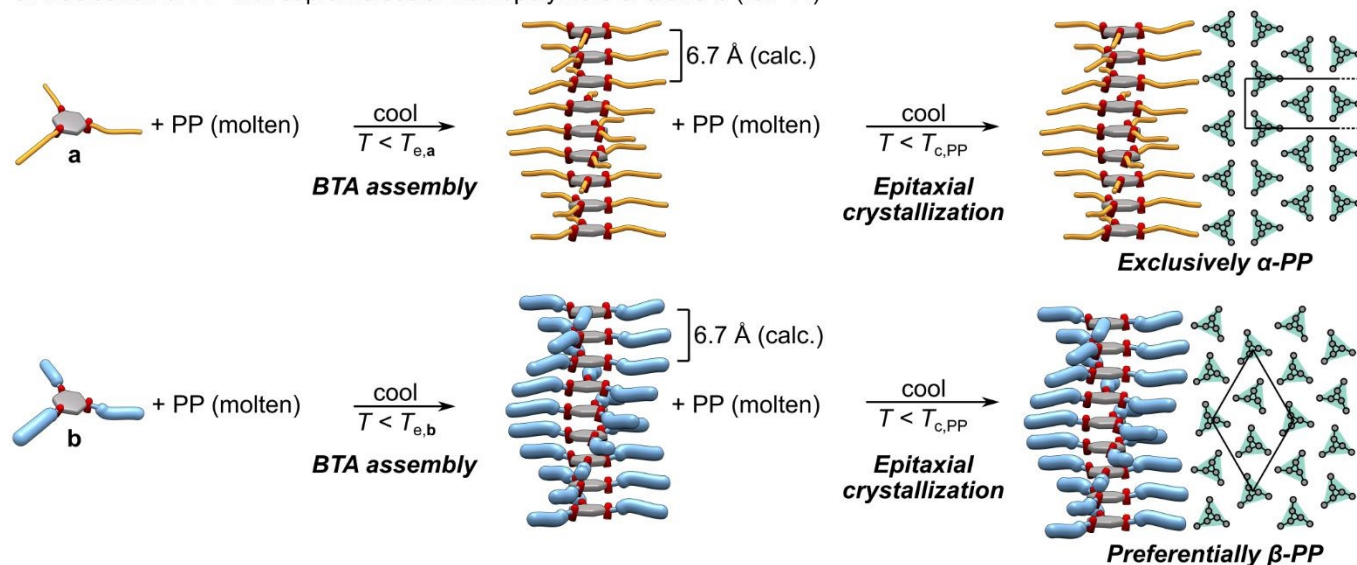 6.7 Å (calc.)
a
+ PP (molten)
cool
T < Te,a
BTA assembly
+ PP (molten)
cool
T < Tc,PP
Epitaxial
crystallization
Exclusively α-PP
6.7 Å (calc.)
b
+ PP (molten)
cool
T < Te,b
BTA assembly
+ PP (molten)
cool
T < Tc,PP
Epitaxial
crystallization
Preferentially β-PP